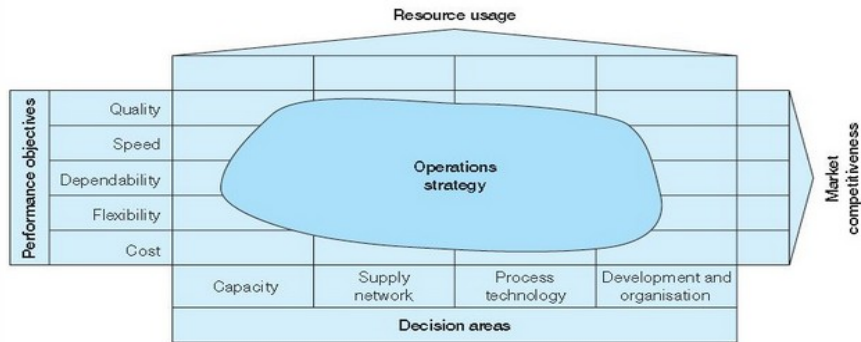 Resource usage
Performance objectives
Quality
Speed
Dependability
Flexibility
Cost
Operations
strategy
Market
competitiveness
Capacity
Supply
network
Process
technology
Development and
organisation
Decision areas